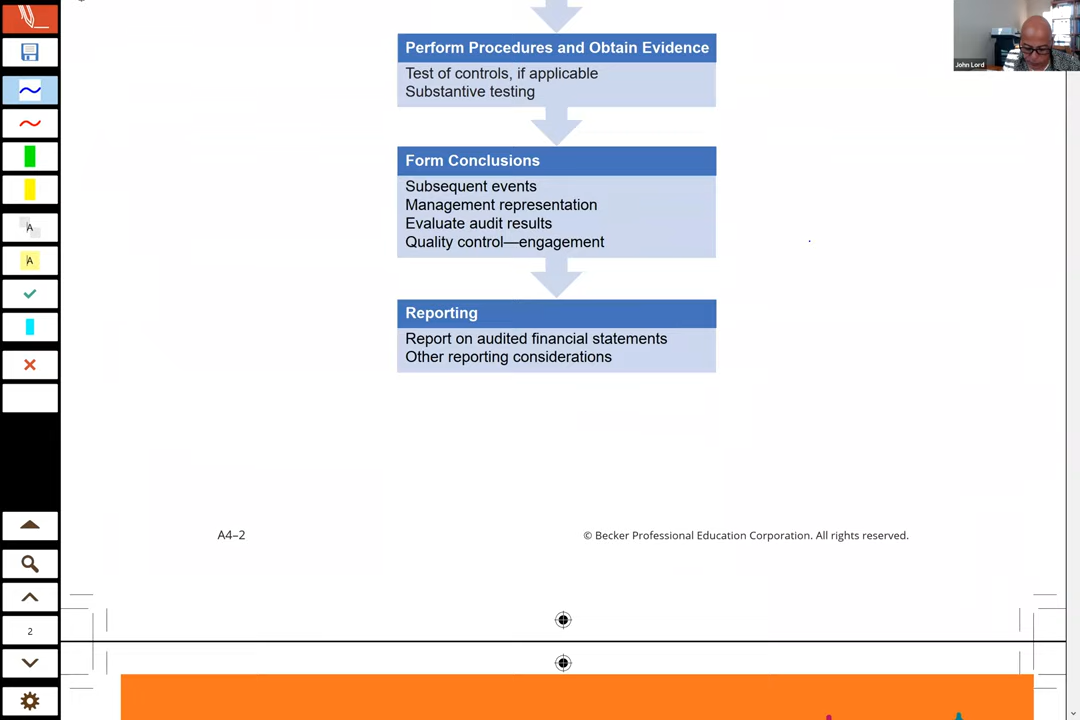 Perform Procedures and Obtain Evidence
Test of controls, if applicable
Substantive testing
Form Conclusions
Subsequent events
Management representation
Evaluate audit results
Quality control—engagement
Reporting
Report on audited financial statements
Other reporting considerations
A4–2
© Becker Professional Education Corporation. All rights reserved.
John Lord
A
A
2